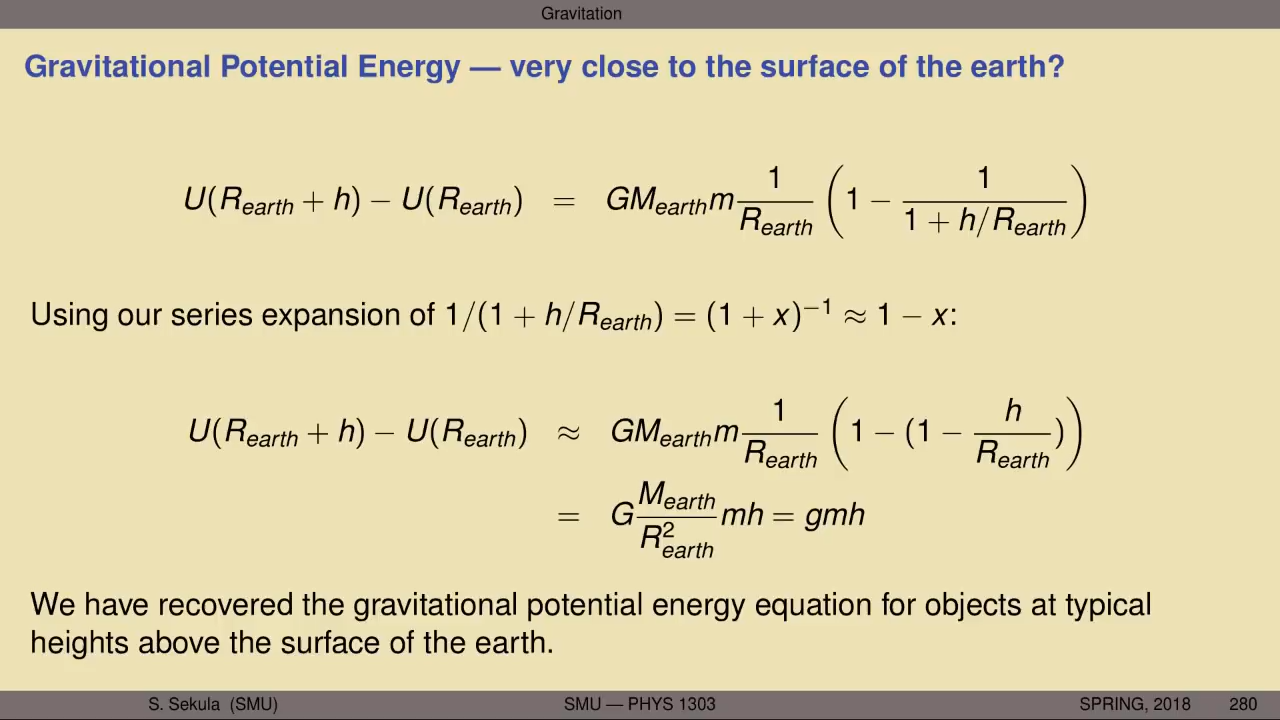 Gravitation
Gravitational Potential Energy — very close to the surface of the earth?
U(R_earth + h) − U(R_earth) = GM_earth m 1/R_earth (1 − 1/(1 + h/R_earth))
Using our series expansion of 1/(1 + h/R_earth) = (1 + x)^−1 ≈ 1 − x:
U(R_earth + h) − U(R_earth) ≈ GM_earth m 1/R_earth (1 − (1 − h/R_earth))
= G M_earth/R²_earth mh = gmh
We have recovered the gravitational potential energy equation for objects at typical
heights above the surface of the earth.
S. Sekula (SMU) SMU — PHYS 1303 SPRING, 2018 280